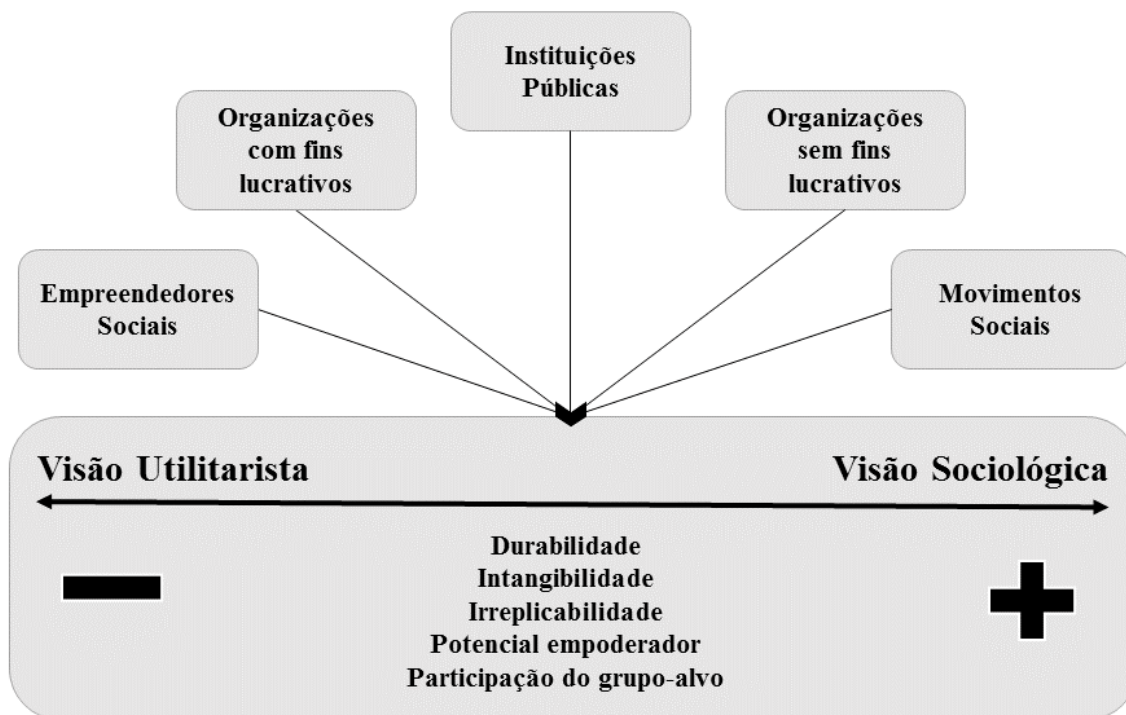 Instituições
Públicas
Organizações
com fins
lucrativos
Organizações
sem fins
lucrativos
Empreendedores
Sociais
Movimentos
Sociais
Visão Utilitarista
Visão Sociológica
Durabilidade
Intangibilidade
Irreplicabilidade
Potencial empoderador
Participação do grupo-alvo